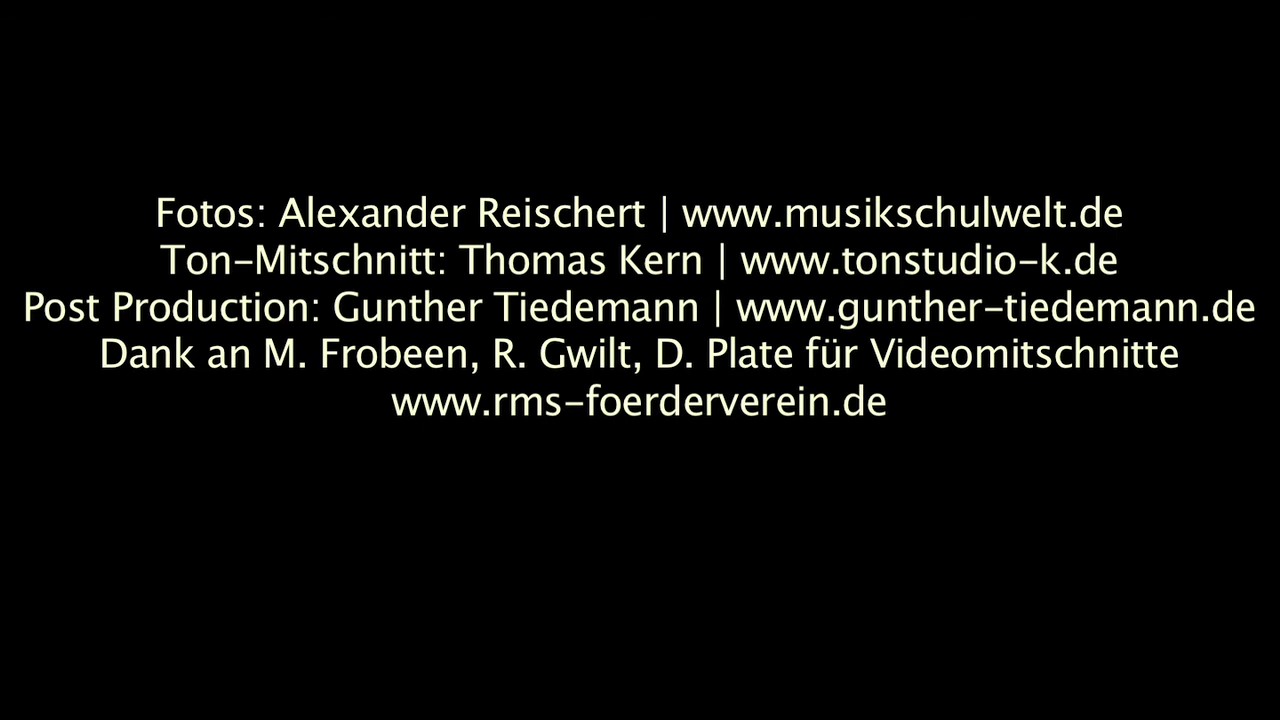 Fotos: Alexander Reischert | www.musikschulwelt.de
Ton-Mitschnitt: Thomas Kern | www.tonstudio-k.de
Post Production: Gunther Tiedemann | www.gunther-tiedemann.de
Dank an M. Frobeen, R. Gwilt, D. Plate für Videomitschnitte
www.rms-foerderverein.de